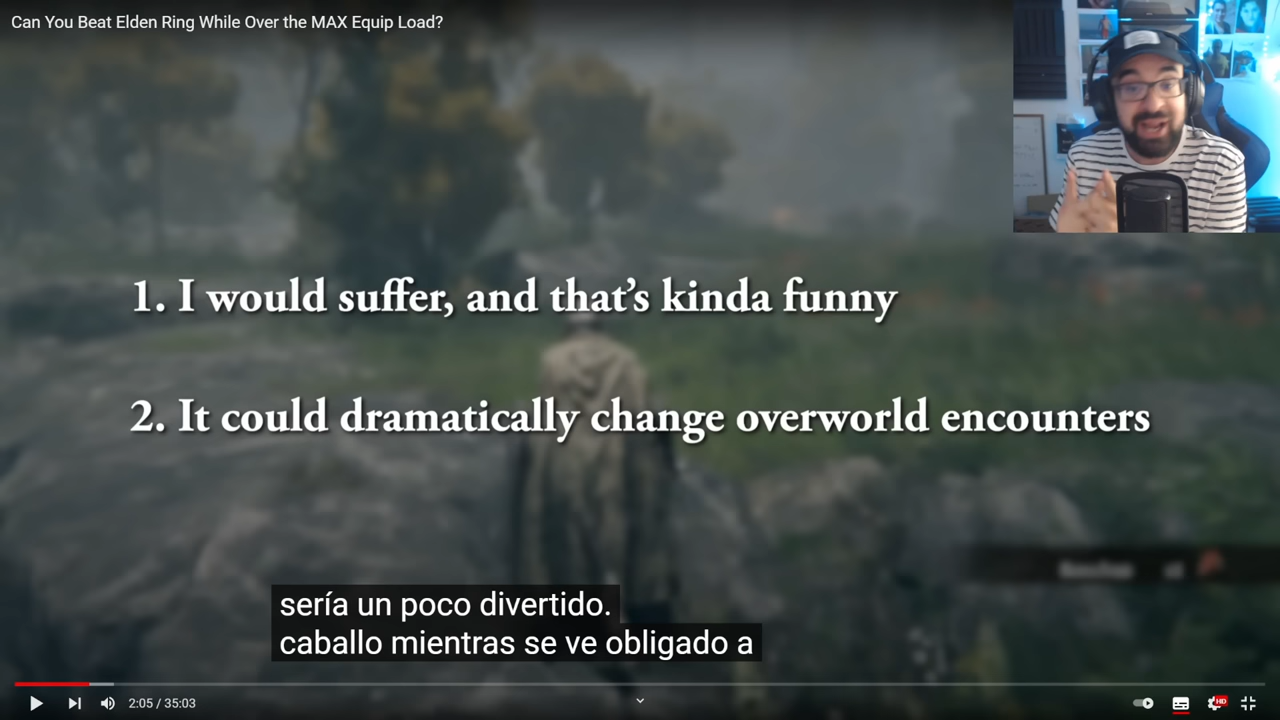 Can You Beat Elden Ring While Over the MAX Equip Load?
1. I would suffer, and that's kinda funny
2. It could dramatically change overworld encounters
sería un poco divertido.
caballo mientras se ve obligado a
2:05 / 35:03
HD